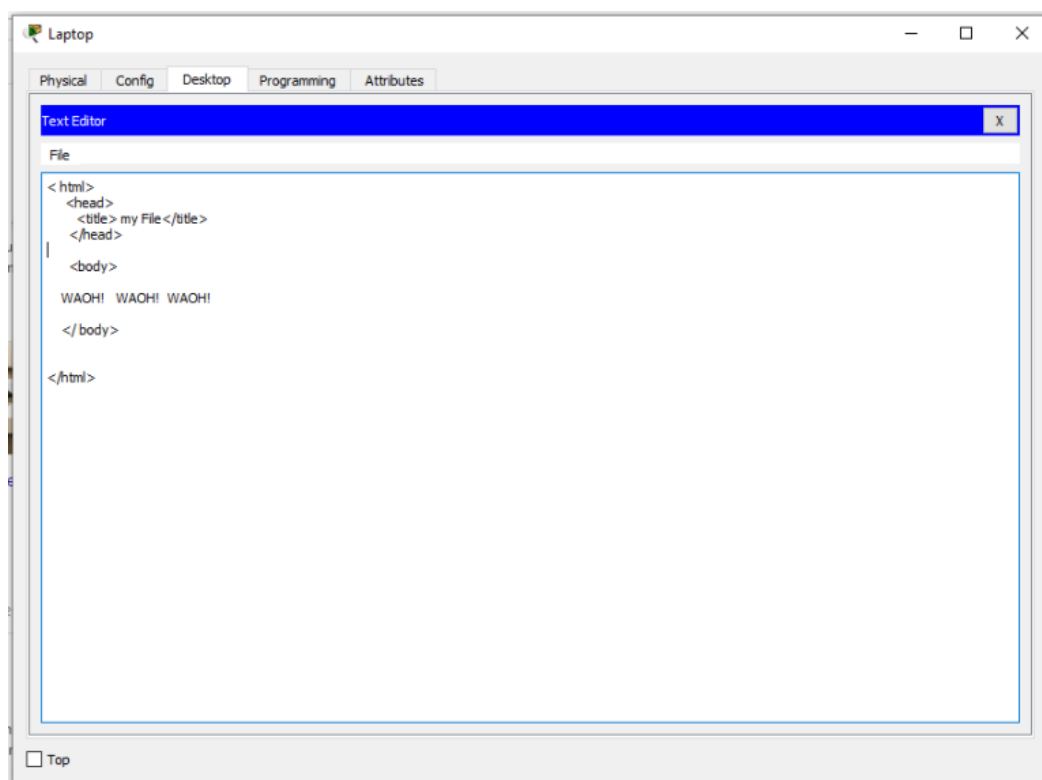 Laptop
Physical Config Desktop Programming Attributes
Text Editor X
File
< html>
<head>
<title> my File</title>
</head>
<body>
WAOH! WAOH! WAOH!
</ body>
</html>
Top